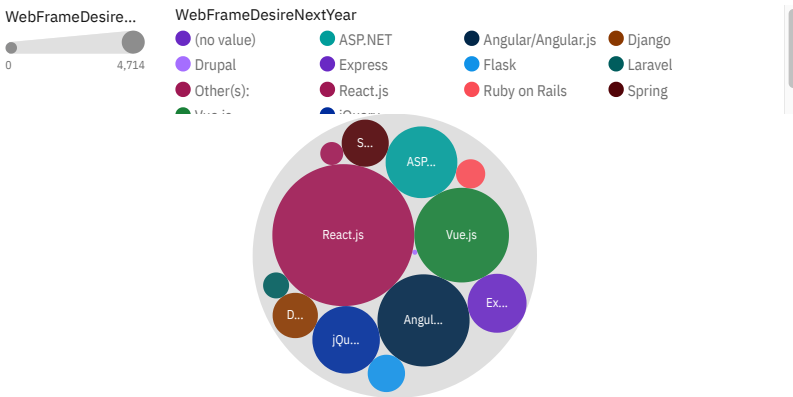 WebFrameDesire...
0 4,714
WebFrameDesireNextYear
(no value) ASP.NET Angular/Angular.js Django
Drupal Express Flask Laravel
Other(s): React.js Ruby on Rails Spring
S...
ASP...
React.js
Vue.js
Ex...
D...
Angul...
jQu...